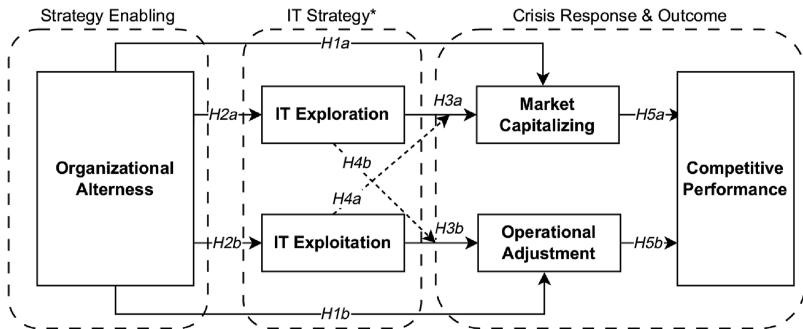 Strategy Enabling
IT Strategy*
Crisis Response & Outcome
H1a
Organizational
Alterness
H2a
IT Exploration
H3a
Market
Capitalizing
H5a
H4b
H4a
Competitive
Performance
H2b
IT Exploitation
H3b
Operational
Adjustment
H5b
H1b